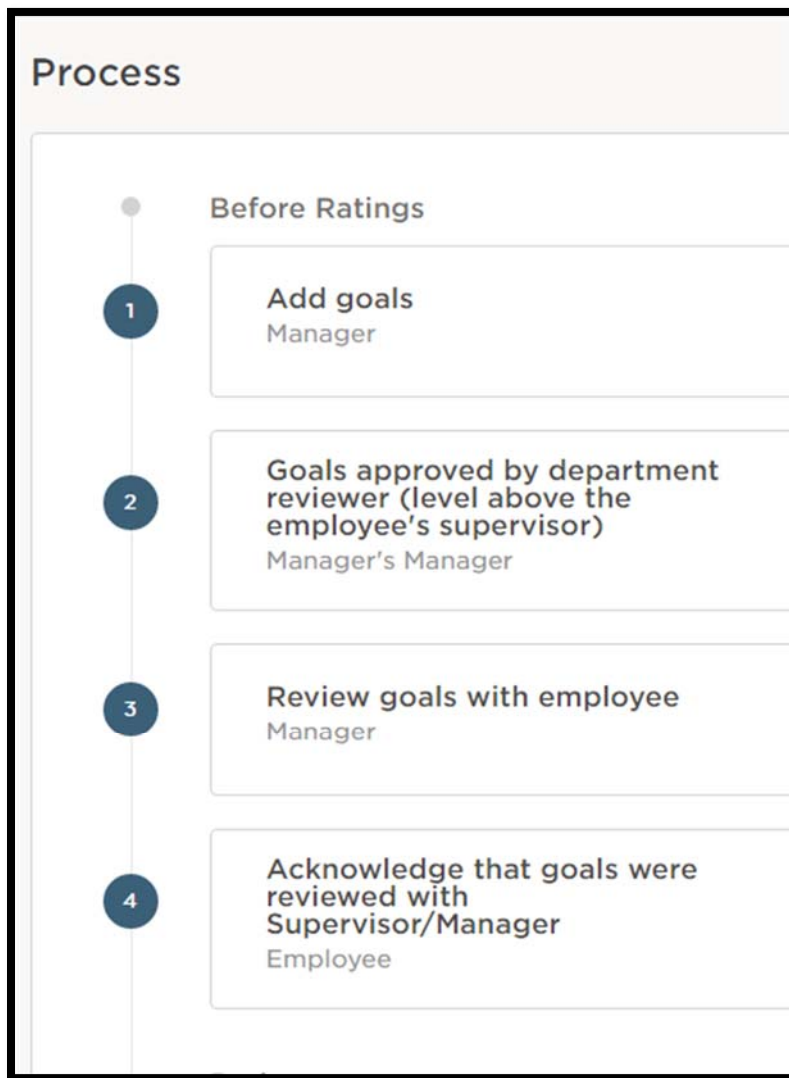 Process
Before Ratings
1
Add goals
Manager
2
Goals approved by department
reviewer (level above the
employee's supervisor)
Manager's Manager
3
Review goals with employee
Manager
4
Acknowledge that goals were
reviewed with
Supervisor/Manager
Employee